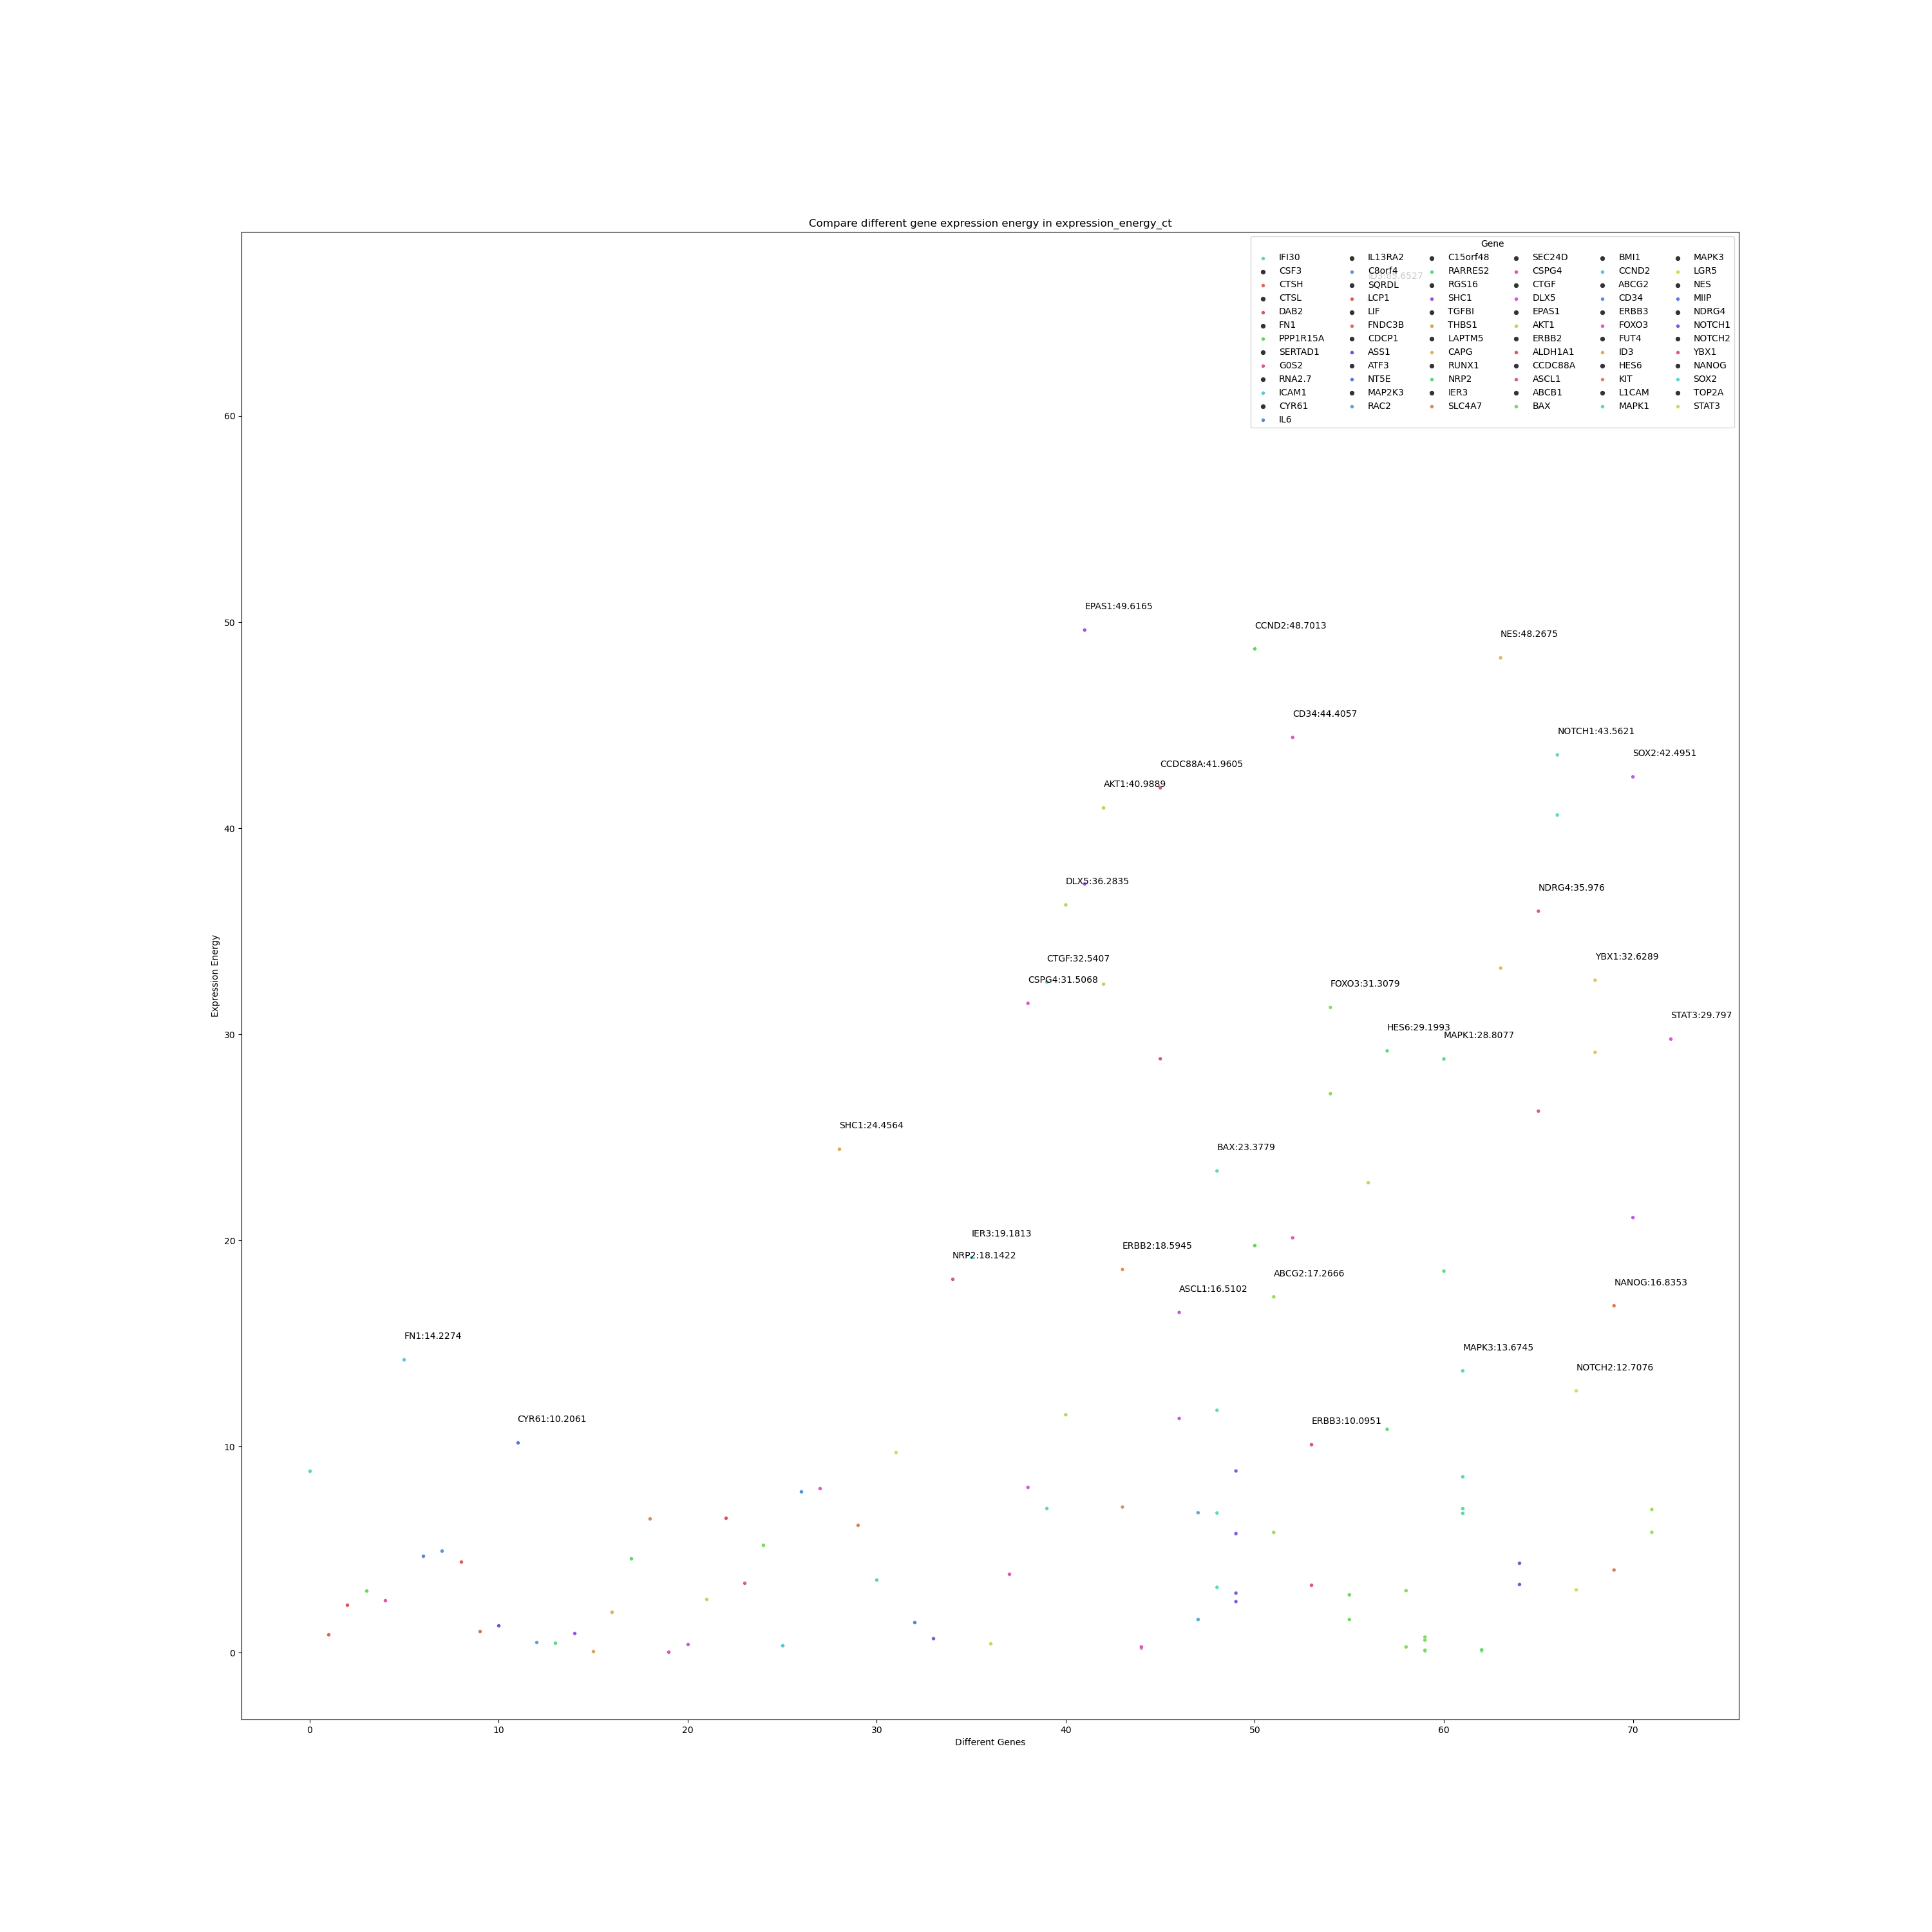 Compare different gene expression energy in expression_energy_ct
Gene
IFI30 IL13RA2 C15orf48 SEC24D BMI1 MAPK3
CSF3 C8orf4 RARRES2 CSPG4 CCND2 LGR5
CTSH SQRDL RGS16 CTGF ABCG2 NES
CTSL LCP1 SHC1 DLX5 CD34 MIIP
DAB2 LIF TGFBI EPAS1 ERBB3 NDRG4
FN1 FNDC3B THBS1 AKT1 FOXO3 NOTCH1
PPP1R15A CDCP1 LAPTM5 ERBB2 FUT4 NOTCH2
SERTAD1 ASS1 CAPG ALDH1A1 ID3 YBX1
G0S2 ATF3 RUNX1 CCDC88A HES6 NANOG
RNA2.7 NT5E NRP2 ASCL1 KIT SOX2
ICAM1 MAP2K3 IER3 ABCB1 L1CAM TOP2A
CYR61 RAC2 SLC4A7 BAX MAPK1 STAT3
IL6
60
EPAS1:49.6165
CCND2:48.7013
NES:48.2675
50
CD34:44.4057
NOTCH1:43.5621
SOX2:42.4951
CCDC88A:41.9605
AKT1:40.9889
40
DLX5:36.2835
NDRG4:35.976
CTGF:32.5407
YBX1:32.6289
CSPG4:31.5068
FOXO3:31.3079
STAT3:29.797
HES6:29.1993
MAPK1:28.8077
30
Expression Energy
SHC1:24.4564
BAX:23.3779
IER3:19.1813
20
NRP2:18.1422
ERBB2:18.5945
ABCG2:17.2666
NANOG:16.8353
ASCL1:16.5102
FN1:14.2274
MAPK3:13.6745
NOTCH2:12.7076
CYR61:10.2061
ERBB3:10.0951
10
0
0 10 20 30 40 50 60 70
Different Genes